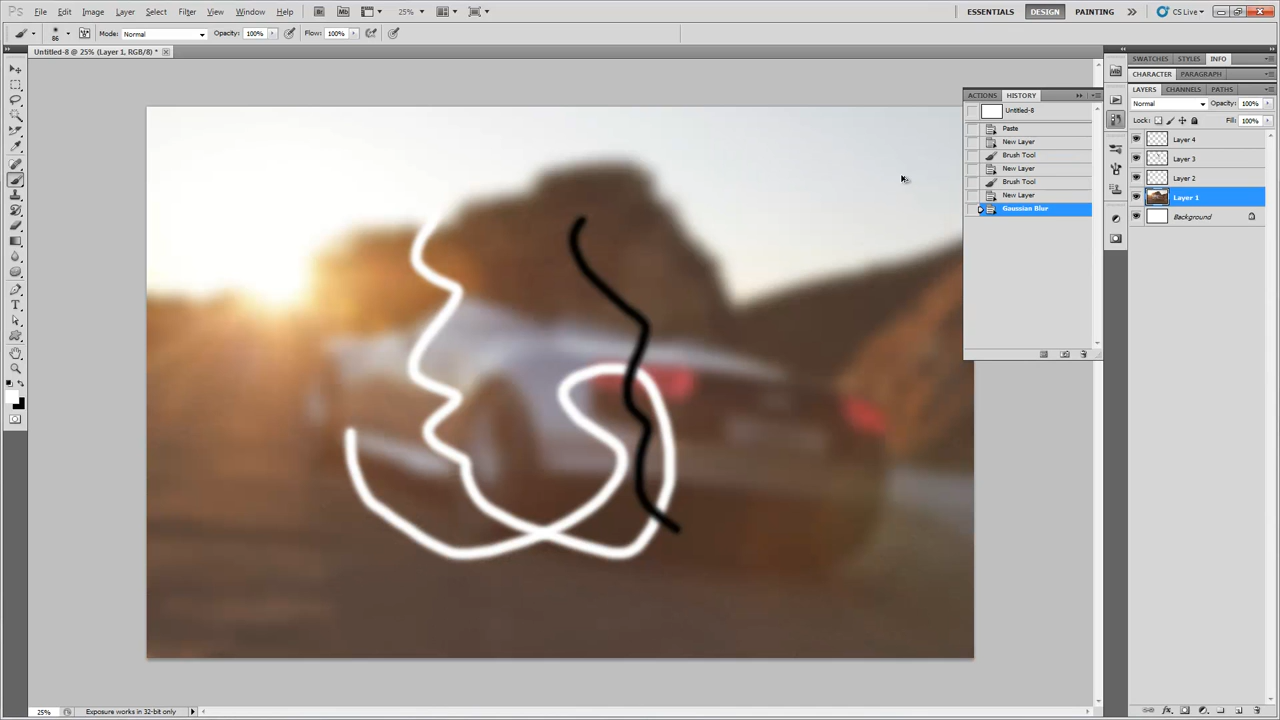 Ps File Edit Image Layer Select Filter View Window Help Mb 25% ESSENTIALS DESIGN PAINTING CS Live
86 Mode: Normal Opacity: 100% Flow: 100%
Untitled-8 @ 25% (Layer 1, RGB/8) *
SWATCHES STYLES INFO
CHARACTER PARAGRAPH
LAYERS CHANNELS PATHS
Normal Opacity: 100%
Lock: Fill: 100%
Layer 4
Layer 3
Layer 2
Layer 1
Background
ACTIONS HISTORY
Untitled-8
Paste
New Layer
Brush Tool
New Layer
Brush Tool
New Layer
Gaussian Blur
25% Exposure works in 32-bit only